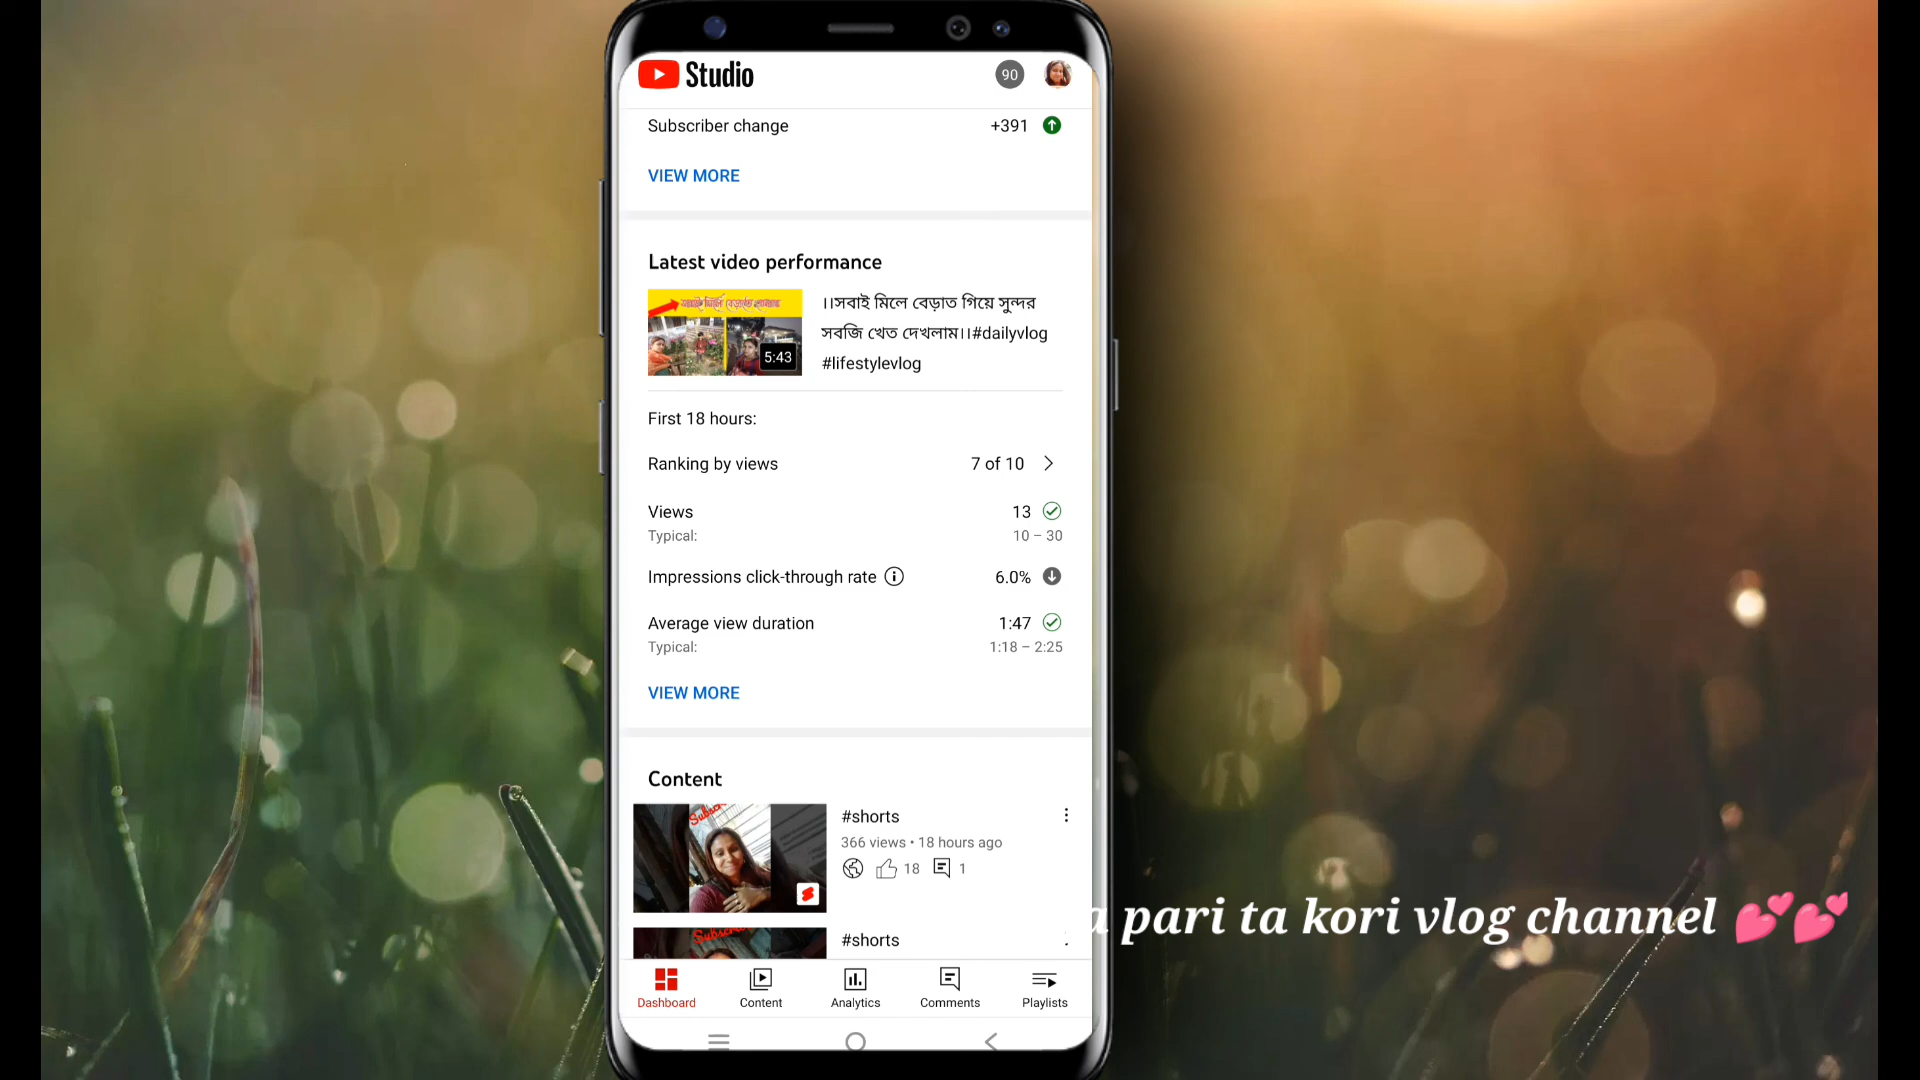 Studio
90
Subscriber change +391
VIEW MORE
Latest video performance
5:43
।।সবাই মিলে বেড়াত গিয়ে সুন্দর
সবজি খেত দেখলাম।।#dailyvlog
#lifestylevlog
First 18 hours:
Ranking by views 7 of 10
Views 13
Typical: 10 – 30
Impressions click-through rate 6.0%
Average view duration 1:47
Typical: 1:18 – 2:25
VIEW MORE
Content
#shorts
366 views • 18 hours ago
18 1
pari ta kori vlog channel 💕💕
#shorts
Dashboard Content Analytics Comments Playlists